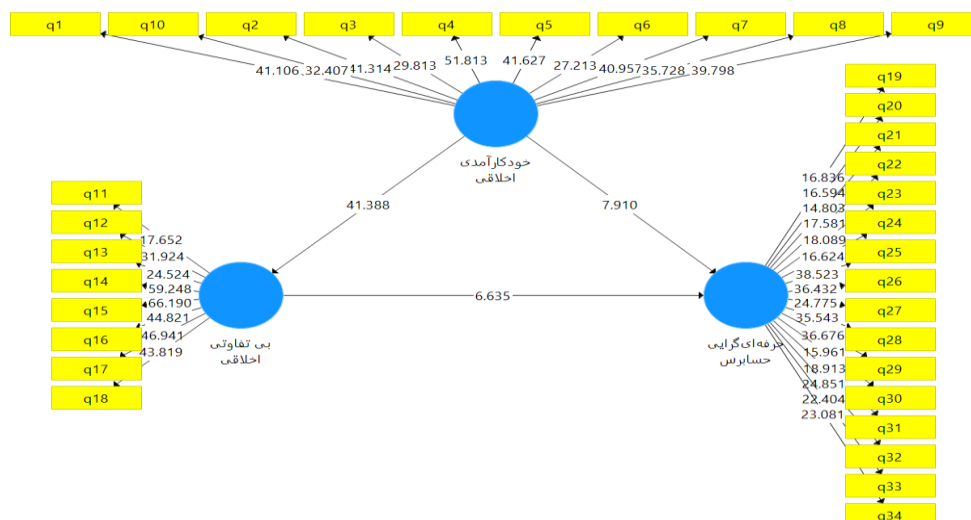 q1
q10
q2
q3
q4
q5
q6
q7
q8
q9
41.106
32.407
41.314
29.813
51.813
41.627
27.213
40.957
35.728
39.798
خودکارآمدی
اخلاقی
41.388
7.910
6.635
q11
q12
q13
q14
q15
q16
q17
q18
17.652
31.924
24.524
59.248
66.190
44.821
46.941
43.819
بی تفاوتی
اخلاقی
q19
q20
q21
q22
q23
q24
q25
q26
q27
q28
q29
q30
q31
q32
q33
q34
16.836
16.594
14.803
17.581
18.089
16.624
38.523
36.432
24.775
35.543
36.676
15.961
18.913
24.851
22.404
23.081
حرفه‌ای‌گرایی
حسابرس